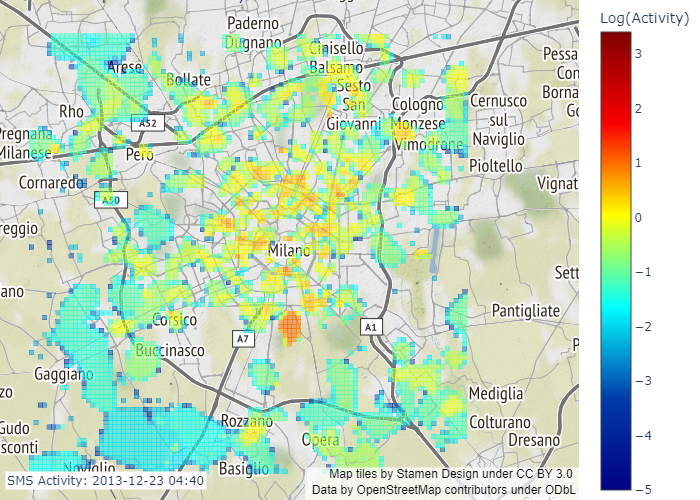 Log(Activity)
3
2
1
0
−1
−2
−3
−4
−5
Paderno
Dugnano
Cinisello
Balsamo
Arese
Bollate
Sesto
San
Giovanni
Cologno
Monzese
Vimodrone
Cernusco
sul
Naviglio
Pessa
Con
Borna
Go
Rho
A52
Pregnana
Milanese
Pero
Pioltello
Cornaredo
A50
Vignat
reggio
Milano
Sett
ano
Pantigliate
Corsico
A7
A1
Buccinasco
P
Gaggiano
zo
Mediglia
Rozzano
Colturano
Gudo
sconti
Opera
Dresano
Noviglio
Basiglio
SMS Activity: 2013-12-23 04:40
Map tiles by Stamen Design under CC BY 3.0
Data by OpenStreetMap contributors under ODbL